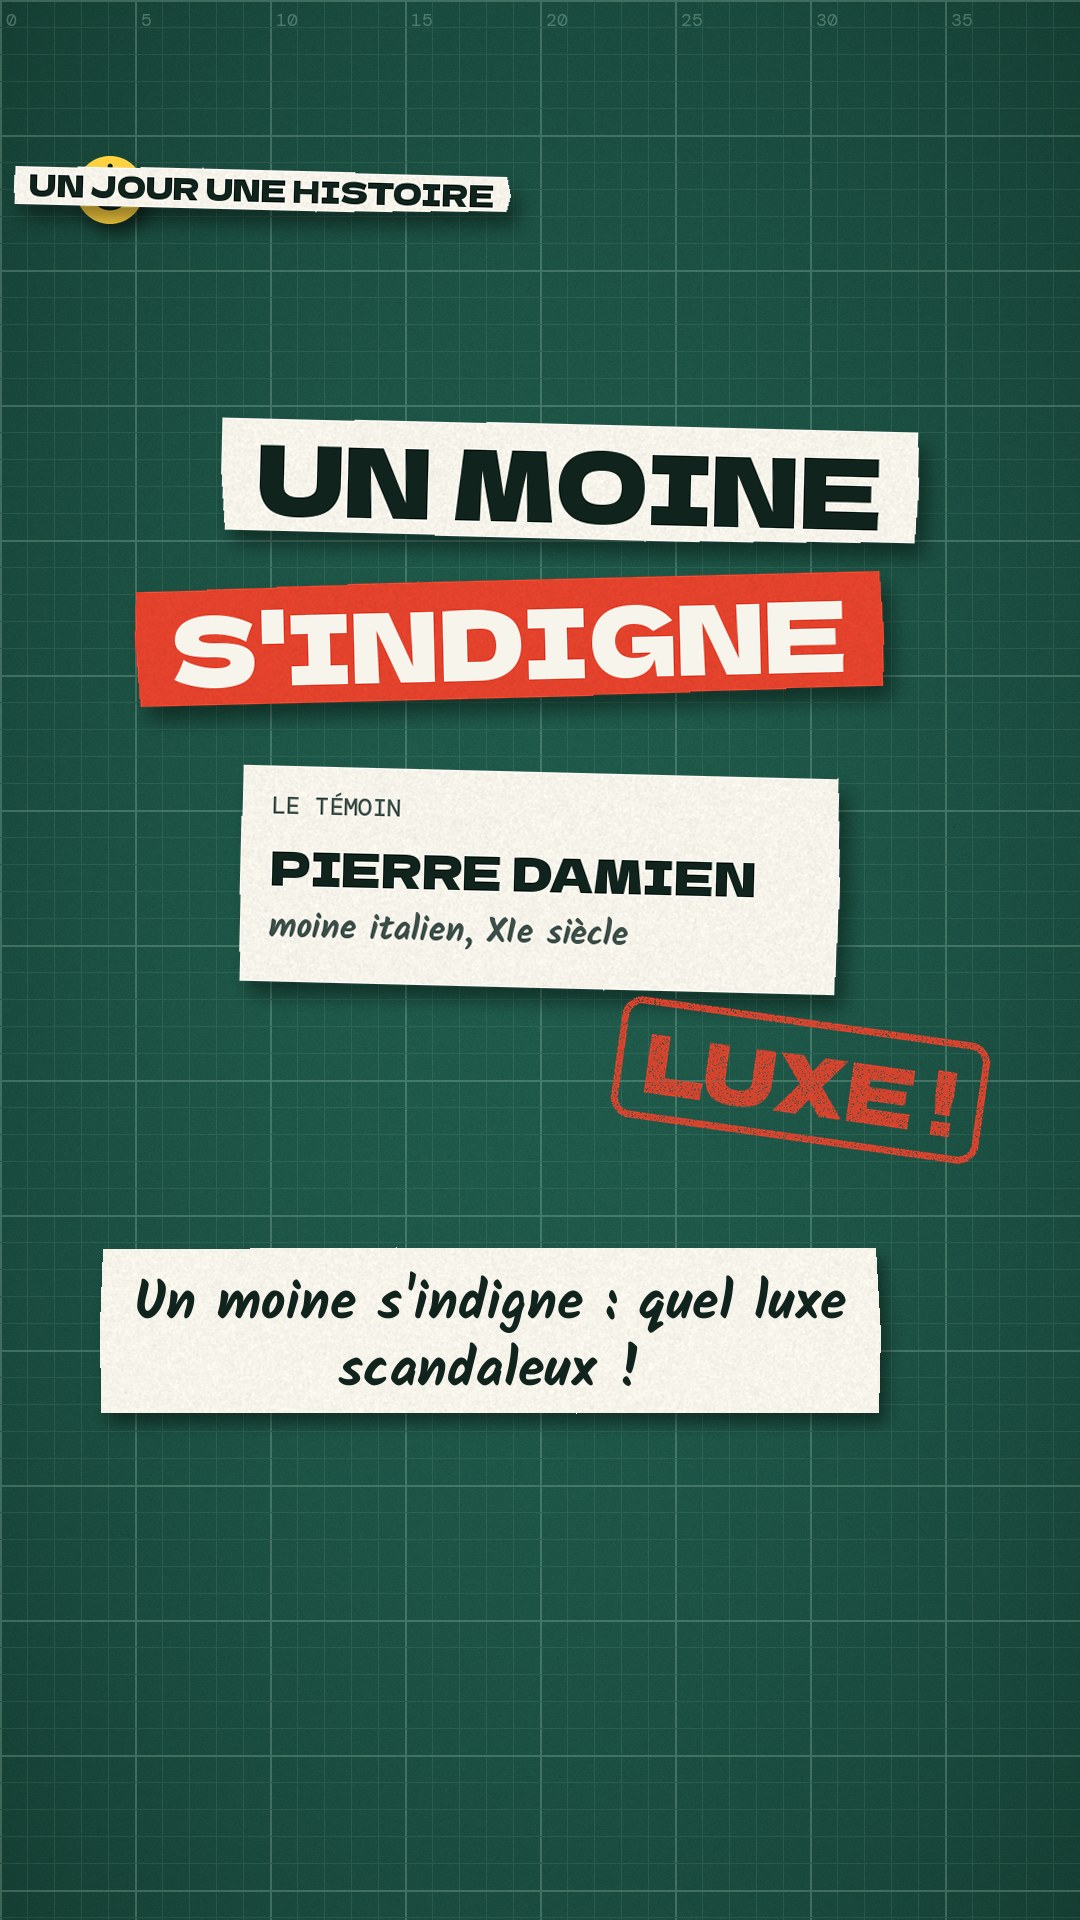 0 5 10 15 20 25 30 35
UN JOUR UNE HISTOIRE
UN MOINE
S'INDIGNE
LE TÉMOIN
PIERRE DAMIEN
moine italien, XIe siècle
LUXE !
Un moine s'indigne : quel luxe
scandaleux !